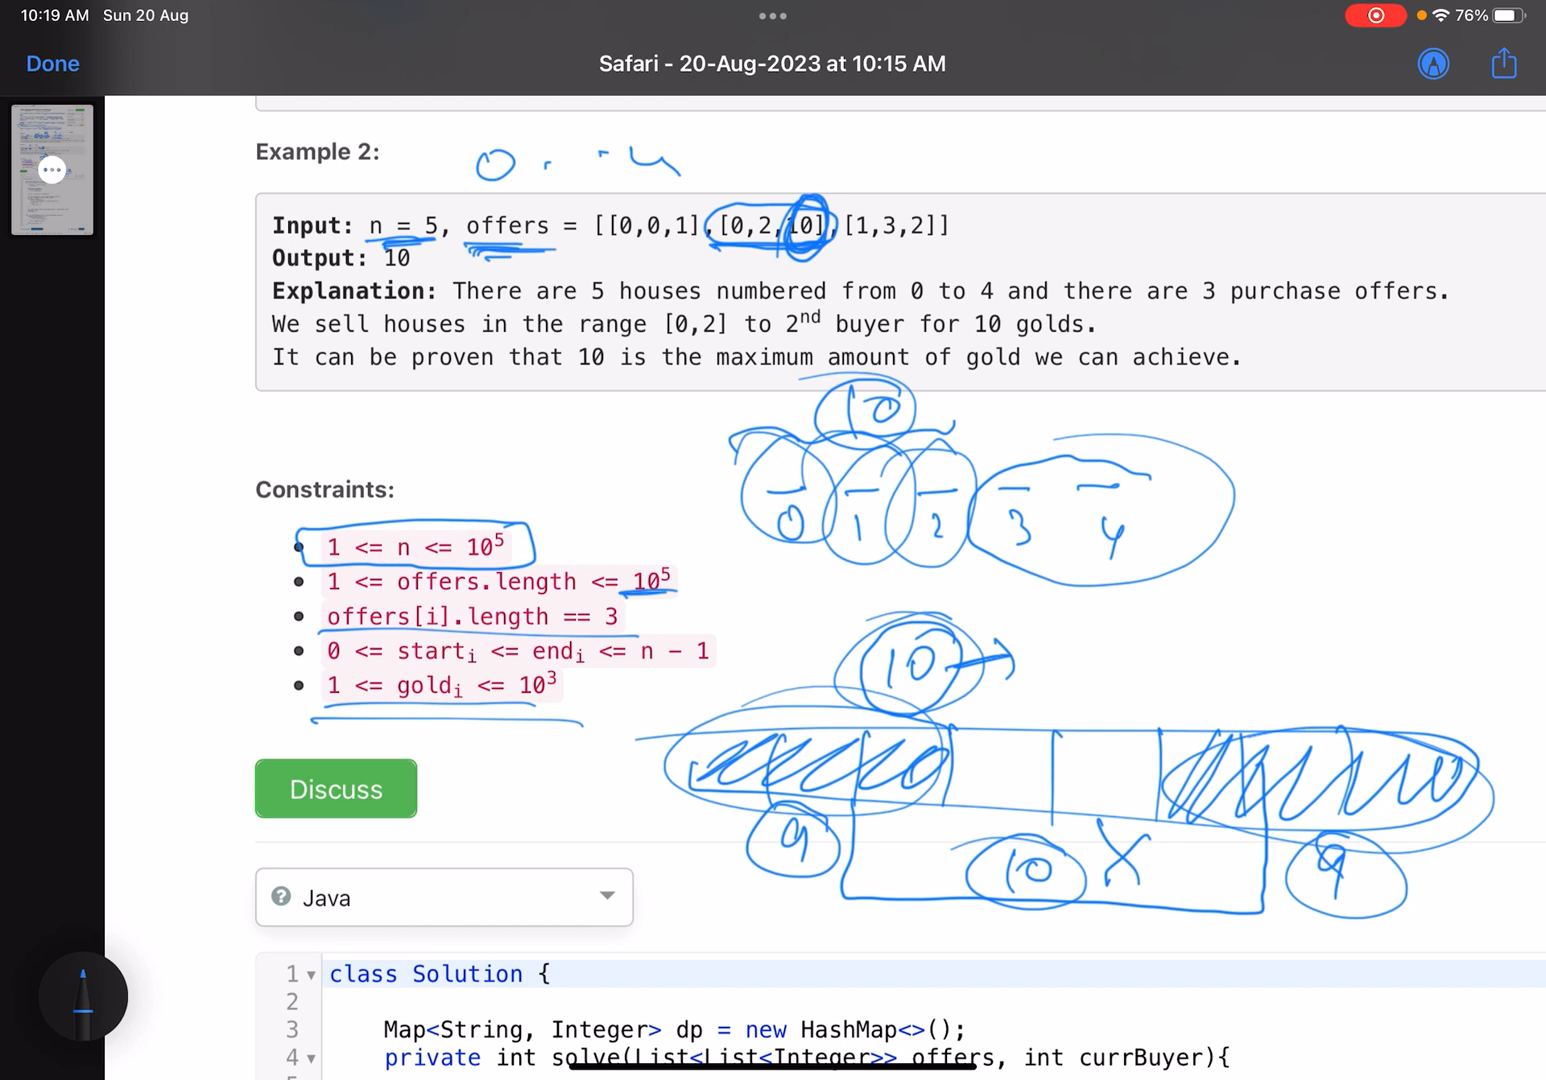 10:19 AM Sun 20 Aug
76%
Done
Safari - 20-Aug-2023 at 10:15 AM
Example 2:
0 . . 4
Input: n = 5, offers = [[0,0,1],[0,2,10],[1,3,2]]
Output: 10
Explanation: There are 5 houses numbered from 0 to 4 and there are 3 purchase offers.
We sell houses in the range [0,2] to 2nd buyer for 10 golds.
It can be proven that 10 is the maximum amount of gold we can achieve.
10
0 1 2 3 4
Constraints:
1 <= n <= 10^5
1 <= offers.length <= 10^5
offers[i].length == 3
0 <= starti <= endi <= n - 1
1 <= goldi <= 10^3
10
9 10 X 9
Discuss
Java
1 class Solution {
2
3 Map<String, Integer> dp = new HashMap<>();
4 private int solve(List<List<Integer>> offers, int currBuyer){